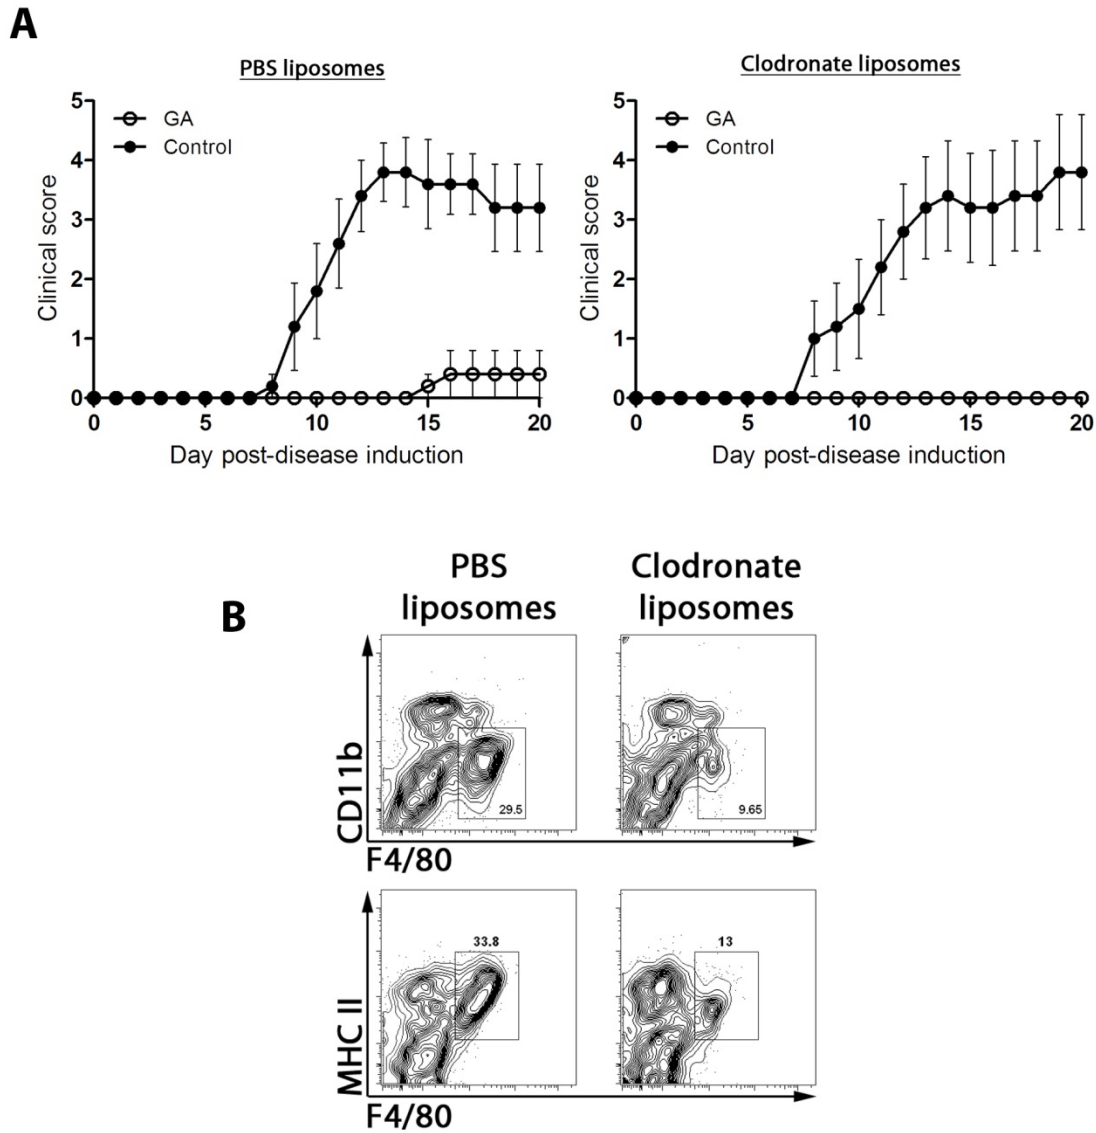 A
PBS liposomes
5
4
3
2
1
0
Clinical score
GA
Control
0 5 10 15 20
Day post-disease induction
Clodronate liposomes
5
4
3
2
1
0
Clinical score
GA
Control
0 5 10 15 20
Day post-disease induction
B
PBS
liposomes
Clodronate
liposomes
CD11b
29.5
9.65
F4/80
MHC II
33.8
13
F4/80